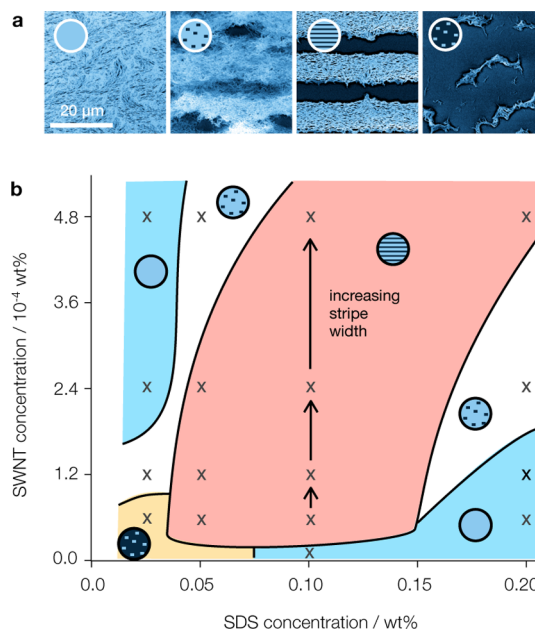 a
20 µm
b
SWNT concentration / 10⁻⁴ wt%
4.8
3.6
2.4
1.2
0.0
x x x x
x x x x
x x x x
x x x x
x
increasing
stripe
width
0.0 0.05 0.10 0.15 0.20
SDS concentration / wt%